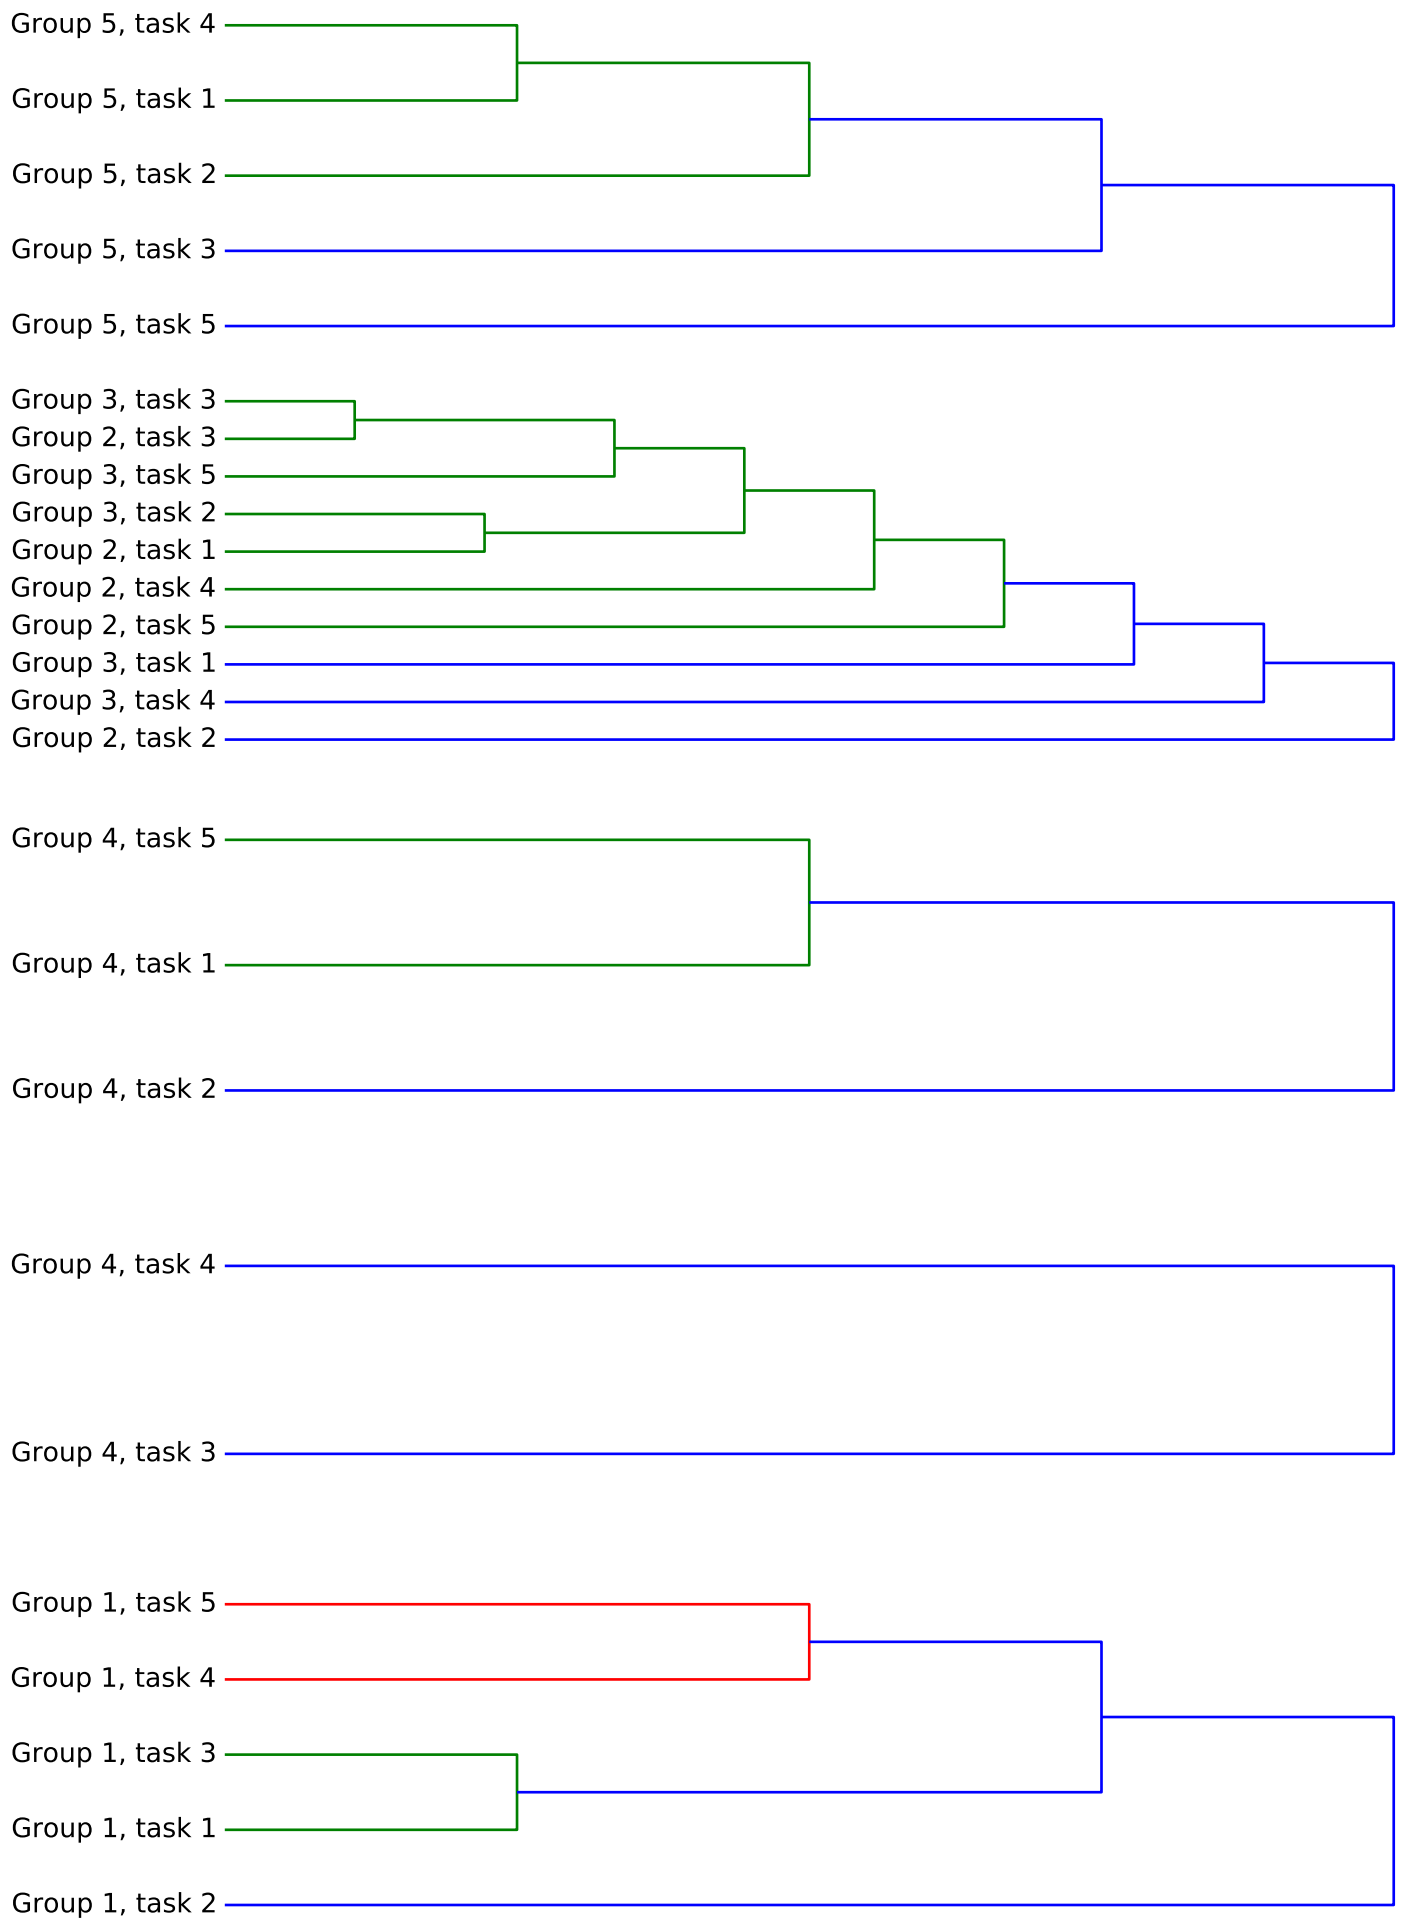 Group 5, task 4
Group 5, task 1
Group 5, task 2
Group 5, task 3
Group 5, task 5
Group 3, task 3
Group 2, task 3
Group 3, task 5
Group 3, task 2
Group 2, task 1
Group 2, task 4
Group 2, task 5
Group 3, task 1
Group 3, task 4
Group 2, task 2
Group 4, task 5
Group 4, task 1
Group 4, task 2
Group 4, task 4
Group 4, task 3
Group 1, task 5
Group 1, task 4
Group 1, task 3
Group 1, task 1
Group 1, task 2